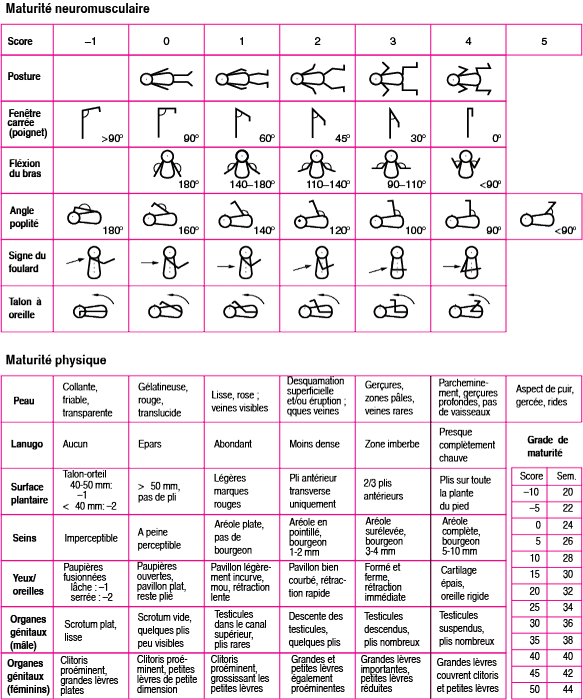 Maturité neuromusculaire
Score –1 0 1 2 3 4 5
Posture
Fenêtre
carrée
(poignet) >90° 90° 60° 45° 30° 0°
Fléxion
du bras 180° 140–180° 110–140° 90–110° <90°
Angle
poplité 180° 160° 140° 120° 100° 90° <90°
Signe du
foulard
Talon à
oreille
Maturité physique
Peau
Collante,
friable,
transparente
Gélatineuse,
rouge,
translucide
Lisse, rose ;
veines visibles
Desquamation
superficielle
et/ou éruption ;
qques veines
Gerçures,
zones pâles,
veines rares
Parchemine-
ment, gerçures
profondes, pas
de vaisseaux
Aspect de cuir,
gercée, rides
Lanugo
Aucun
Epars
Abondant
Moins dense
Zone imberbe
Presque
complètement
chauve
Surface
plantaire
Talon-orteil
40-50 mm:
–1
< 40 mm: –2
> 50 mm,
pas de pli
Légères
marques
rouges
Pli antérieur
transverse
uniquement
2/3 plis
antérieurs
Plis sur toute
la plante
du pied
Seins
Imperceptible
A peine
perceptible
Aréole plate,
pas de
bourgeon
Aréole en
pointillé,
bourgeon
1-2 mm
Aréole
surélevée,
bourgeon
3-4 mm
Aréole
complète,
bourgeon
5-10 mm
Yeux/
oreilles
Paupières
fusionnées
lâche : –1
serrée : –2
Paupières
ouvertes,
pavillon plat,
reste plié
Pavillon légère-
ment incurve,
mou, rétraction
lente
Pavillon bien
courbé, rétrac-
tion rapide
Formé et
ferme,
rétraction
immédiate
Cartilage
épais,
oreille rigide
Organes
génitaux
(mâle)
Scrotum plat,
lisse
Scrotum vide,
quelques plis
peu visibles
Testicules
dans le canal
supérieur,
plis rares
Descente des
testicules,
quelques plis
Testicules
descendus,
plis nombreux
Testicules
suspendus,
plis nombreux
Organes
génitaux
(féminins)
Clitoris
proéminent,
grandes lèvres
plates
Clitoris proé-
minent, petites
lèvres de petite
dimension
Clitoris
proéminent,
grossissant les
petites lèvres
Grandes et
petites lèvres
également
proéminentes
Grandes lèvres
importantes,
petites lèvres
réduites
Grandes lèvres
couvrent clitoris
et petites lèvres
Grade de
maturité
Score Sem.
–10 20
–5 22
0 24
5 26
10 28
15 30
20 32
25 34
30 36
35 38
40 40
45 42
50 44